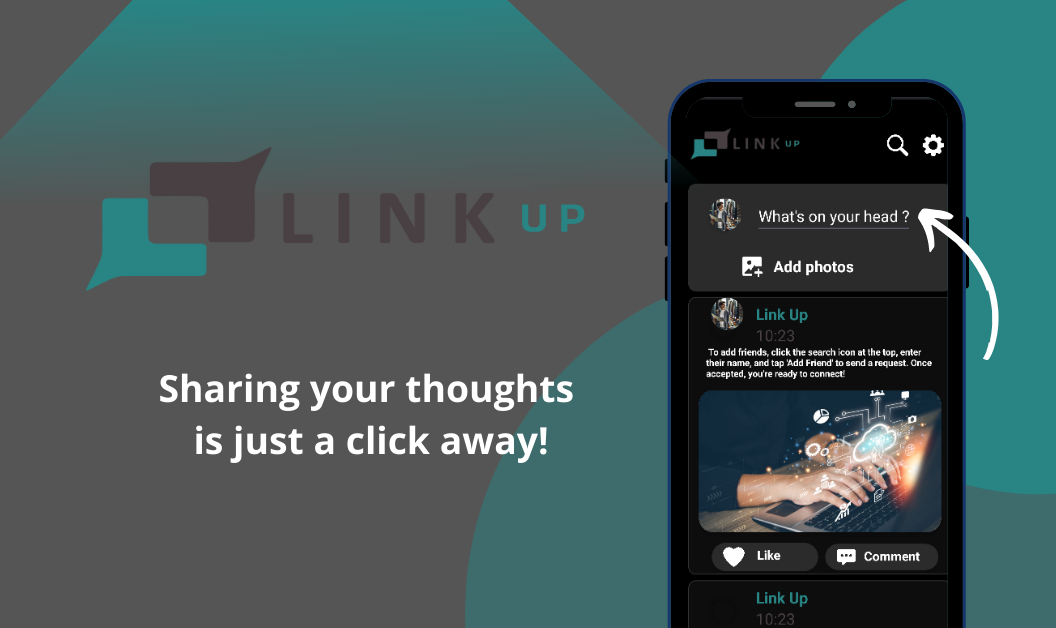 LINK UP
Sharing your thoughts
is just a click away!
LINK UP
What's on your head ?
Add photos
Link Up
10:23
To add friends, click the search icon at the top, enter
their name, and tap 'Add Friend' to send a request. Once
accepted, you're ready to connect!
Like
Comment
Link Up
10:23